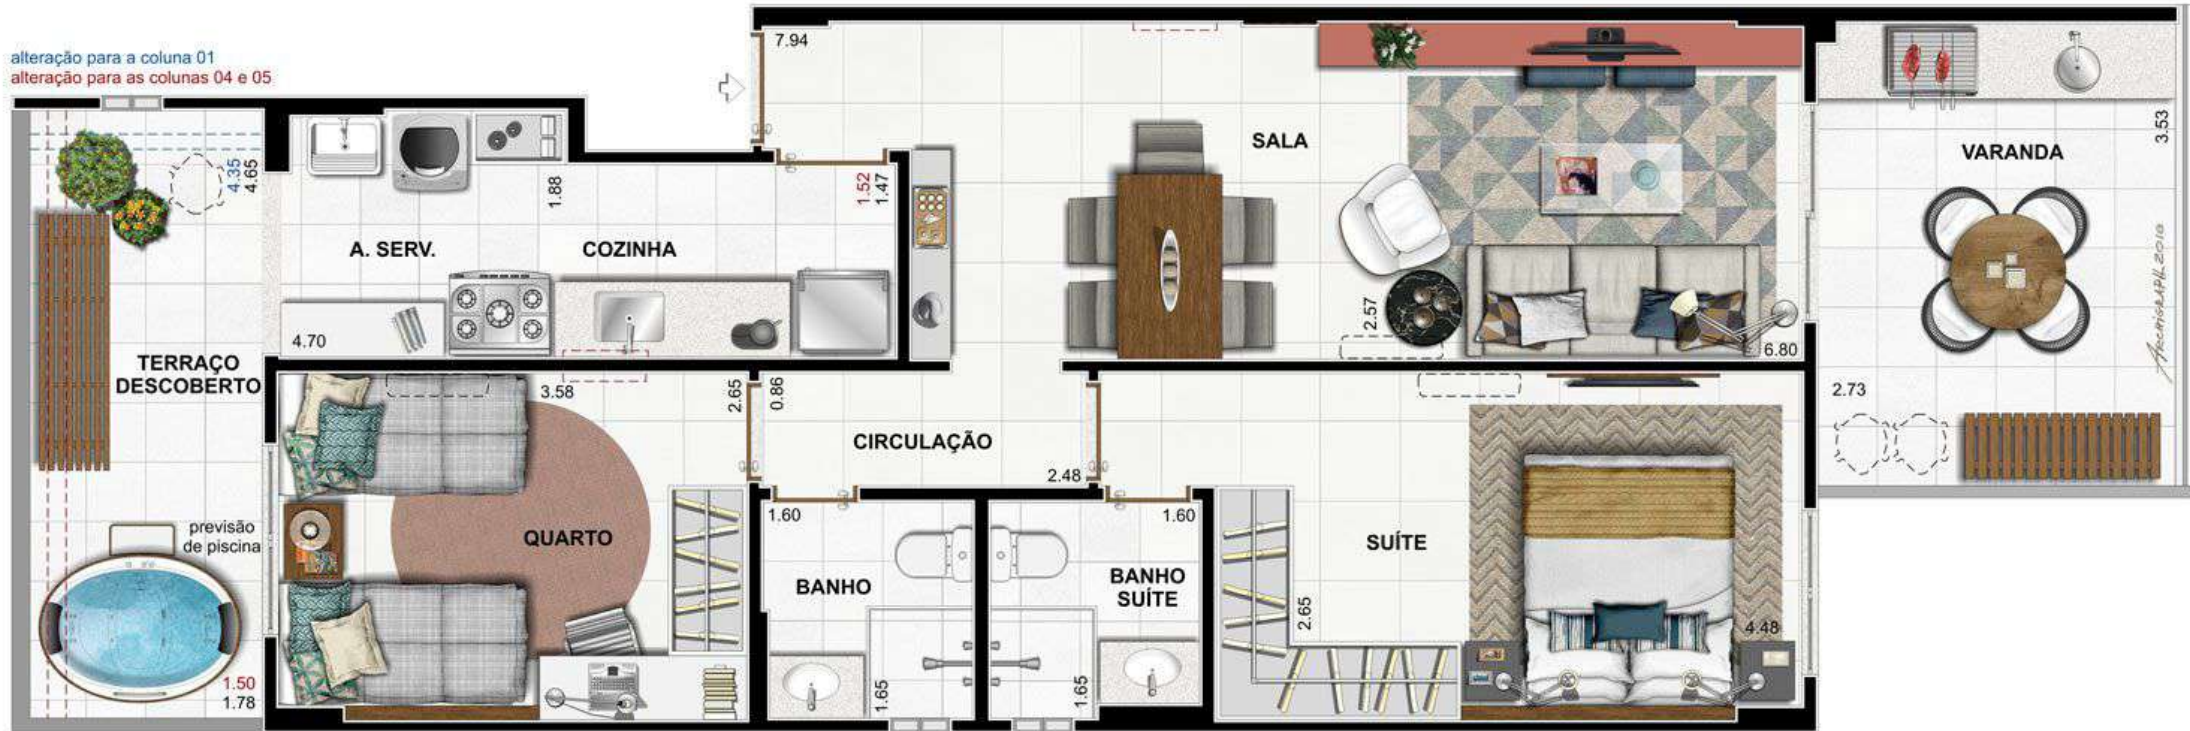 alteração para a coluna 01
alteração para as colunas 04 e 05
7.94
SALA
VARANDA
3.53
4.35
4.65
1.88
1.52
1.47
A. SERV.
COZINHA
2.57
4.70
6.80
TERRAÇO
DESCOBERTO
3.58
2.65
0.86
2.73
CIRCULAÇÃO
2.48
previsão
de piscina
1.60
1.60
QUARTO
SUÍTE
BANHO
BANHO
SUÍTE
2.65
4.48
1.50
1.78
1.65
1.65